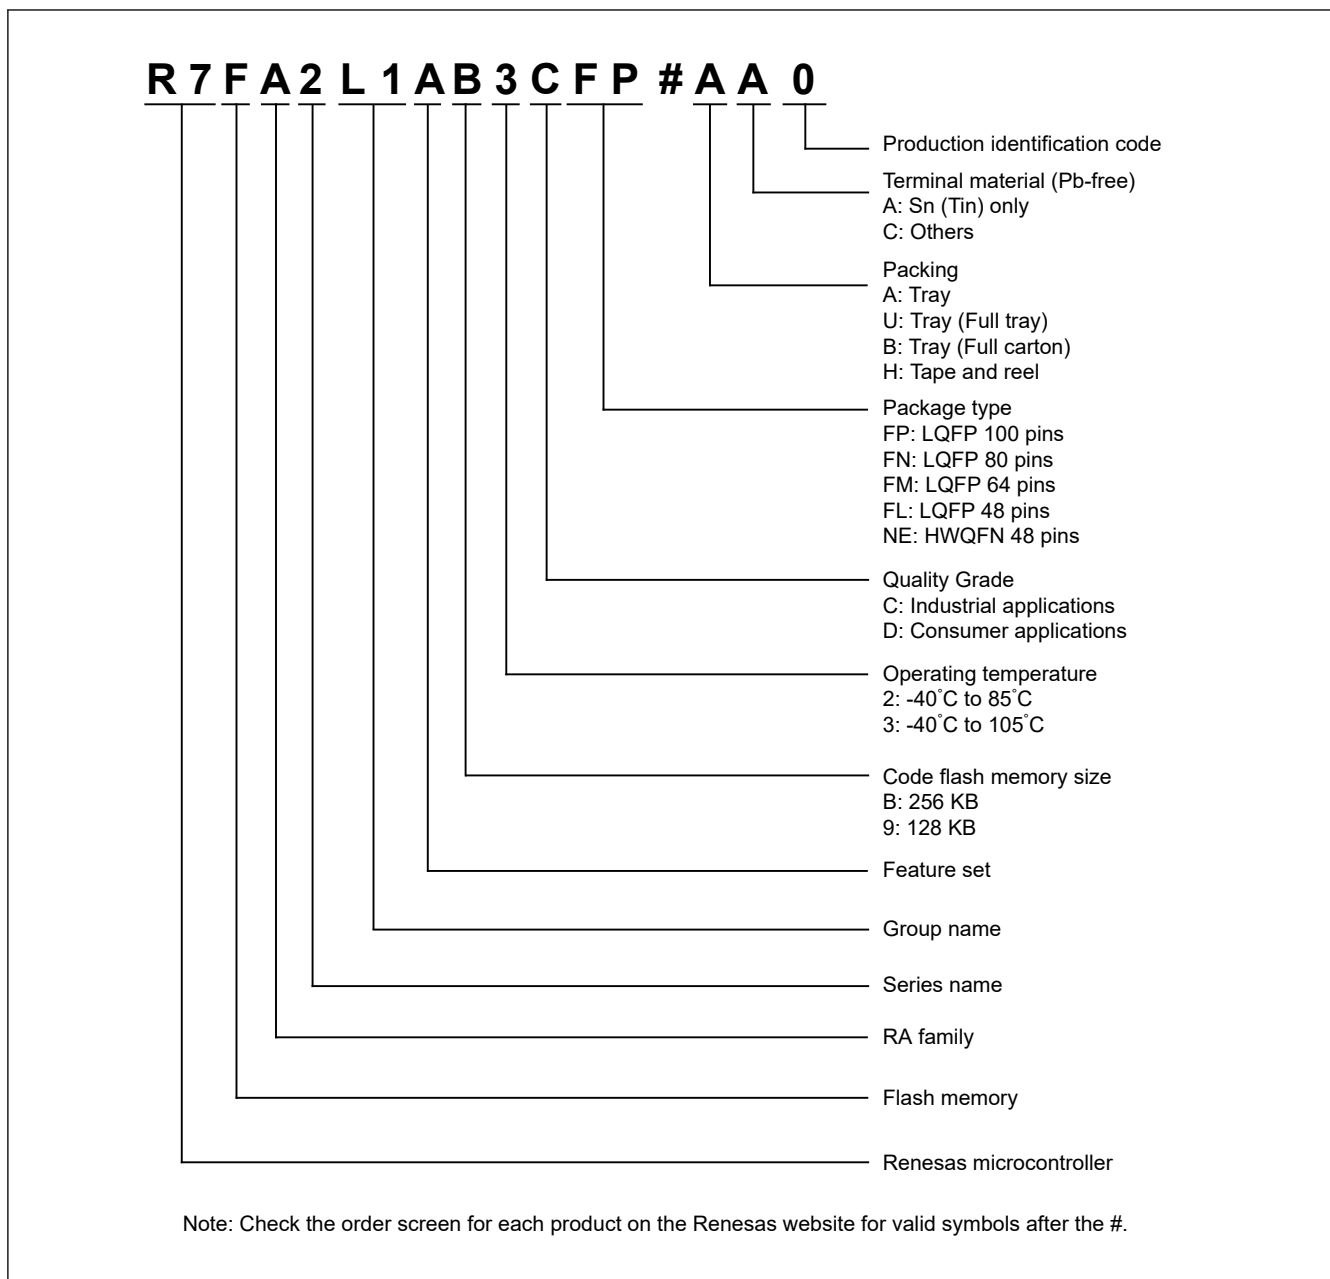 R7FA2L1AB3CFP#AA0
Production identification code
Terminal material (Pb-free)
A: Sn (Tin) only
C: Others
Packing
A: Tray
U: Tray (Full tray)
B: Tray (Full carton)
H: Tape and reel
Package type
FP: LQFP 100 pins
FN: LQFP 80 pins
FM: LQFP 64 pins
FL: LQFP 48 pins
NE: HWQFN 48 pins
Quality Grade
C: Industrial applications
D: Consumer applications
Operating temperature
2: -40°C to 85°C
3: -40°C to 105°C
Code flash memory size
B: 256 KB
9: 128 KB
Feature set
Group name
Series name
RA family
Flash memory
Renesas microcontroller
Note: Check the order screen for each product on the Renesas website for valid symbols after the #.